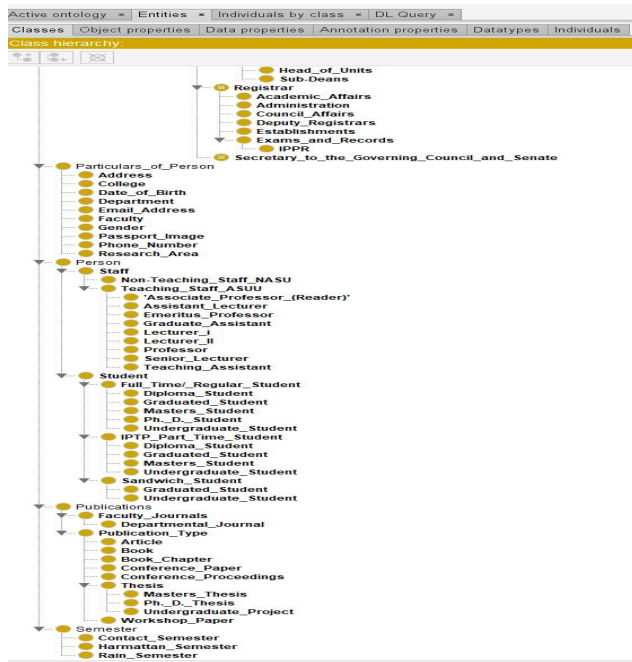 Active ontology × Entities × Individuals by class × DL Query ×
Classes Object properties Data properties Annotation properties Datatypes Individuals
Class hierarchy:
Head_of_Units
Sub-Deans
Registrar
Academic_Affairs
Administration
Council_Affairs
Deputy_Registrars
Establishments
Exams_and_Records
IPPR
Secretary_to_the_Governing_Council_and_Senate
Particulars_of_Person
Address
College
Date_of_Birth
Department
Email_Address
Faculty
Gender
Passport_Image
Phone_Number
Research_Area
Person
Staff
Non-Teaching_Staff_NASU
Teaching_Staff_ASUU
'Associate_Professor_(Reader)'
Assistant_Lecturer
Emeritus_Professor
Graduate_Assistant
Lecturer_i
Lecturer_II
Professor
Senior_Lecturer
Teaching_Assistant
Student
Full_Time/_Regular_Student
Diploma_Student
Graduated_Student
Masters_Student
Ph._D._Student
Undergraduate_Student
IPTP_Part_Time_Student
Diploma_Student
Graduated_Student
Masters_Student
Undergraduate_Student
Sandwich_Student
Graduated_Student
Undergraduate_Student
Publications
Faculty_Journals
Departmental_Journal
Publication_Type
Article
Book
Book_Chapter
Conference_Paper
Conference_Proceedings
Thesis
Masters_Thesis
Ph._D._Thesis
Undergraduate_Project
Workshop_Paper
Semester
Contact_Semester
Harmattan_Semester
Rain_Semester